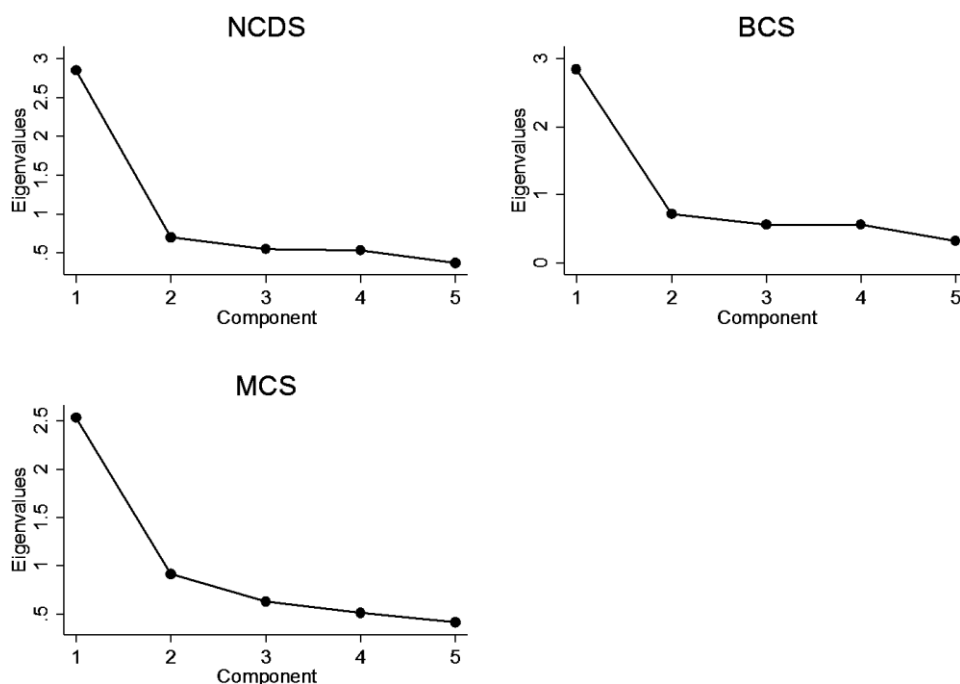 NCDS
Eigenvalues
3
2.5
2
1.5
1
.5
1 2 3 4 5
Component
BCS
Eigenvalues
3
2
1
0
1 2 3 4 5
Component
MCS
Eigenvalues
2.5
2
1.5
1
.5
1 2 3 4 5
Component